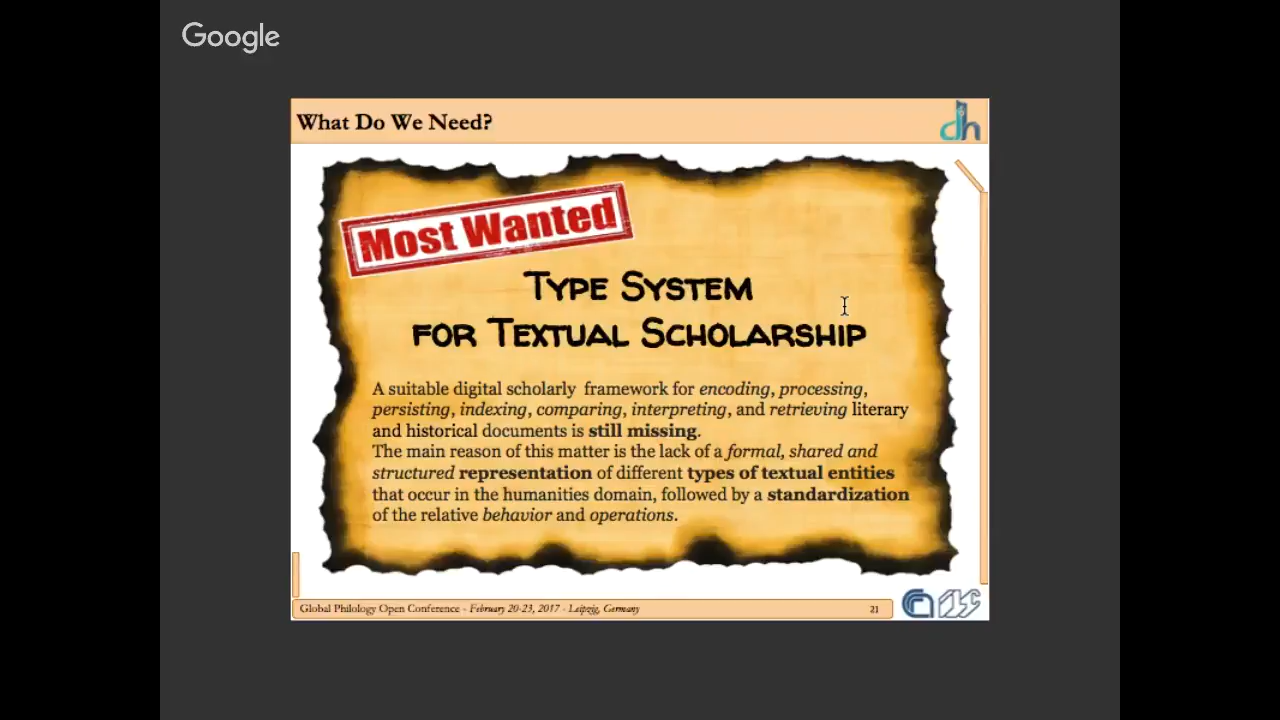 Google
What Do We Need?
dh
Most Wanted
Type System
for Textual Scholarship
A suitable digital scholarly framework for encoding, processing,
persisting, indexing, comparing, interpreting, and retrieving literary
and historical documents is still missing.
The main reason of this matter is the lack of a formal, shared and
structured representation of different types of textual entities
that occur in the humanities domain, followed by a standardization
of the relative behavior and operations.
Global Philology Open Conference - February 20-23, 2017 - Leipzig, Germany
21